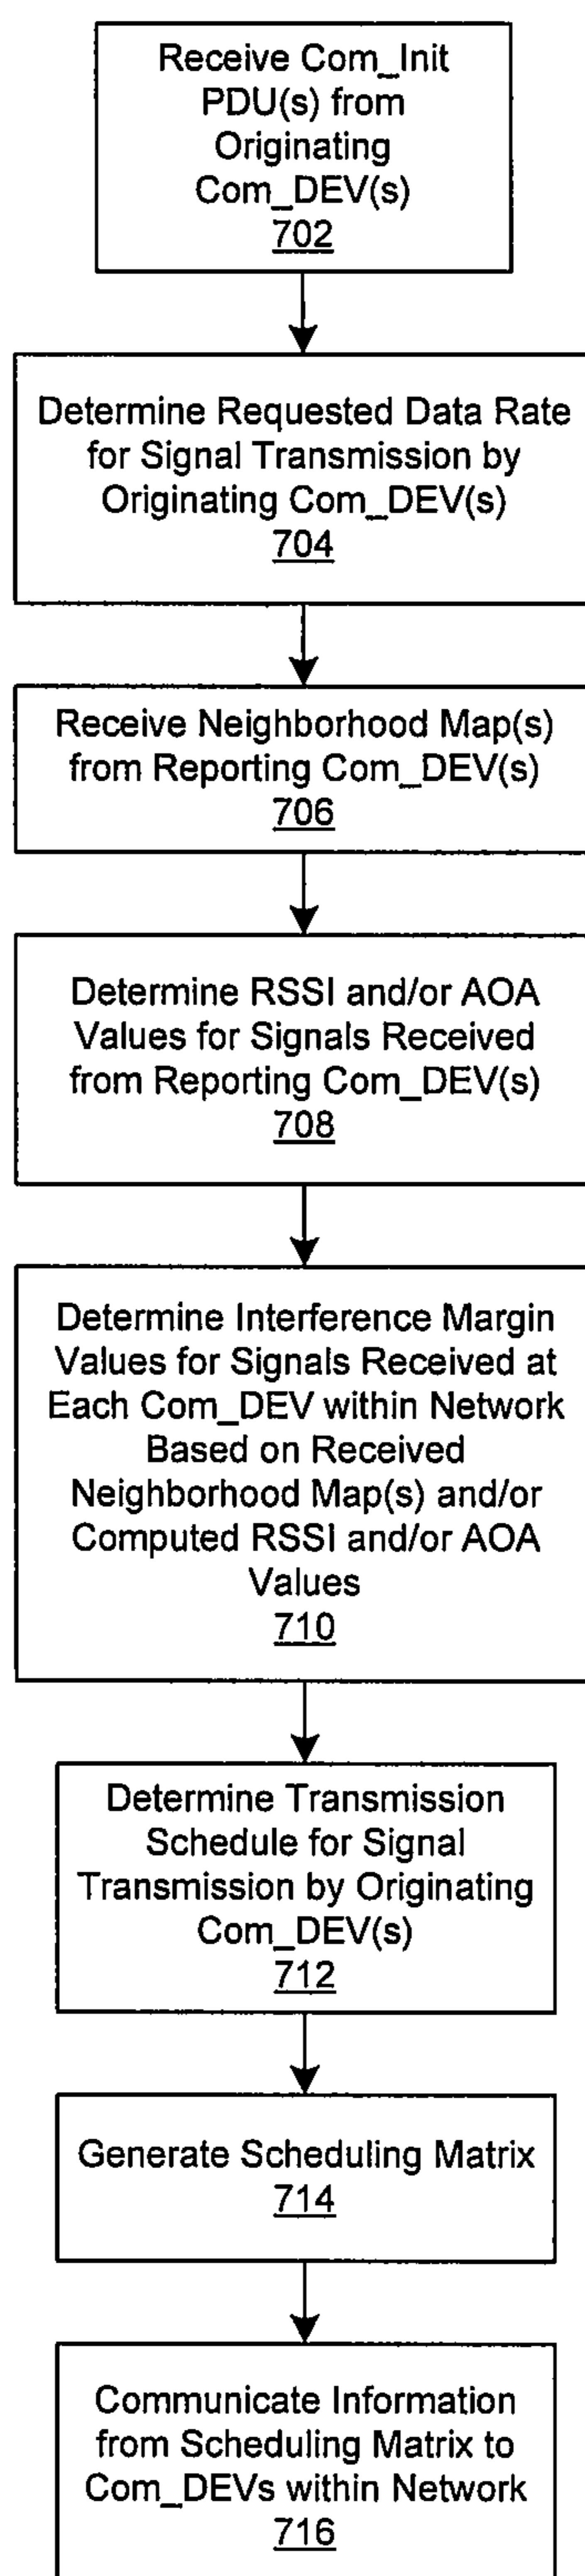 Receive Com_Init
PDU(s) from
Originating
Com_DEV(s)
702
Determine Requested Data Rate
for Signal Transmission by
Originating Com_DEV(s)
704
Receive Neighborhood Map(s)
from Reporting Com_DEV(s)
706
Determine RSSI and/or AOA
Values for Signals Received
from Reporting Com_DEV(s)
708
Determine Interference Margin
Values for Signals Received at
Each Com_DEV within Network
Based on Received
Neighborhood Map(s) and/or
Computed RSSI and/or AOA
Values
710
Determine Transmission
Schedule for Signal
Transmission by Originating
Com_DEV(s)
712
Generate Scheduling Matrix
714
Communicate Information
from Scheduling Matrix to
Com_DEVs within Network
716